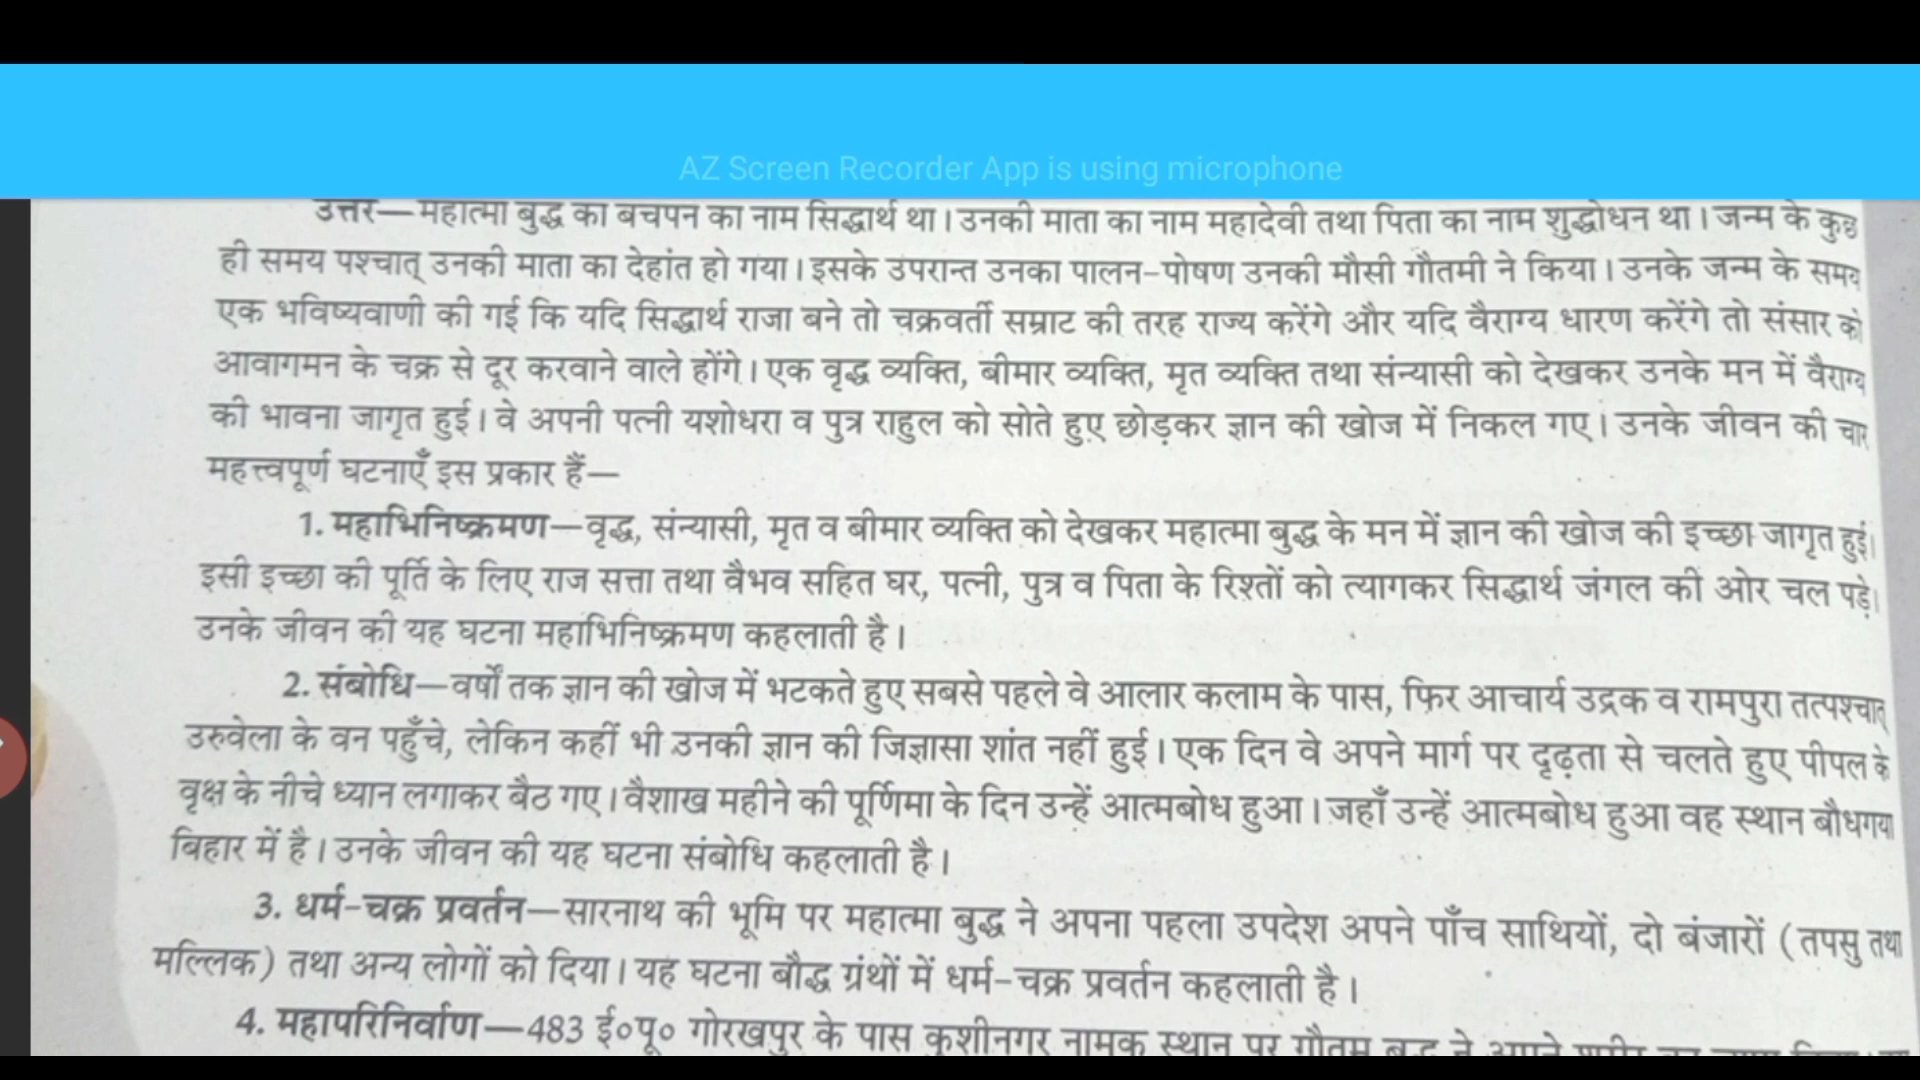 AZ Screen Recorder App is using microphone
उत्तर—महात्मा बुद्ध का बचपन का नाम सिद्धार्थ था। उनकी माता का नाम महादेवी तथा पिता का नाम शुद्धोधन था। जन्म के कुछ
ही समय पश्चात् उनकी माता का देहांत हो गया। इसके उपरान्त उनका पालन-पोषण उनकी मौसी गौतमी ने किया। उनके जन्म के समय
एक भविष्यवाणी की गई कि यदि सिद्धार्थ राजा बने तो चक्रवर्ती सम्राट की तरह राज्य करेंगे और यदि वैराग्य धारण करेंगे तो संसार को
आवागमन के चक्र से दूर करवाने वाले होंगे। एक वृद्ध व्यक्ति, बीमार व्यक्ति, मृत व्यक्ति तथा संन्यासी को देखकर उनके मन में वैराग्य
की भावना जागृत हुई। वे अपनी पत्नी यशोधरा व पुत्र राहुल को सोते हुए छोड़कर ज्ञान की खोज में निकल गए। उनके जीवन की चार
महत्त्वपूर्ण घटनाएँ इस प्रकार हैं—
1. महाभिनिष्क्रमण—वृद्ध, संन्यासी, मृत व बीमार व्यक्ति को देखकर महात्मा बुद्ध के मन में ज्ञान की खोज की इच्छा जागृत हुई।
इसी इच्छा की पूर्ति के लिए राज सत्ता तथा वैभव सहित घर, पत्नी, पुत्र व पिता के रिश्तों को त्यागकर सिद्धार्थ जंगल की ओर चल पड़े।
उनके जीवन की यह घटना महाभिनिष्क्रमण कहलाती है।
2. संबोधि—वर्षों तक ज्ञान की खोज में भटकते हुए सबसे पहले वे आलार कलाम के पास, फिर आचार्य उद्रक व रामपुरा तत्पश्चात्
उरुवेला के वन पहुँचे, लेकिन कहीं भी उनकी ज्ञान की जिज्ञासा शांत नहीं हुई। एक दिन वे अपने मार्ग पर दृढ़ता से चलते हुए पीपल के
वृक्ष के नीचे ध्यान लगाकर बैठ गए। वैशाख महीने की पूर्णिमा के दिन उन्हें आत्मबोध हुआ। जहाँ उन्हें आत्मबोध हुआ वह स्थान बौधगया
बिहार में है। उनके जीवन की यह घटना संबोधि कहलाती है।
3. धर्म-चक्र प्रवर्तन—सारनाथ की भूमि पर महात्मा बुद्ध ने अपना पहला उपदेश अपने पाँच साथियों, दो बंजारों (तपसु तथा
मल्लिक) तथा अन्य लोगों को दिया। यह घटना बौद्ध ग्रंथों में धर्म-चक्र प्रवर्तन कहलाती है।
4. महापरिनिर्वाण—483 ई०पू० गोरखपुर के पास कुशीनगर नामक स्थान पर गौतम बुद्ध ने अपने